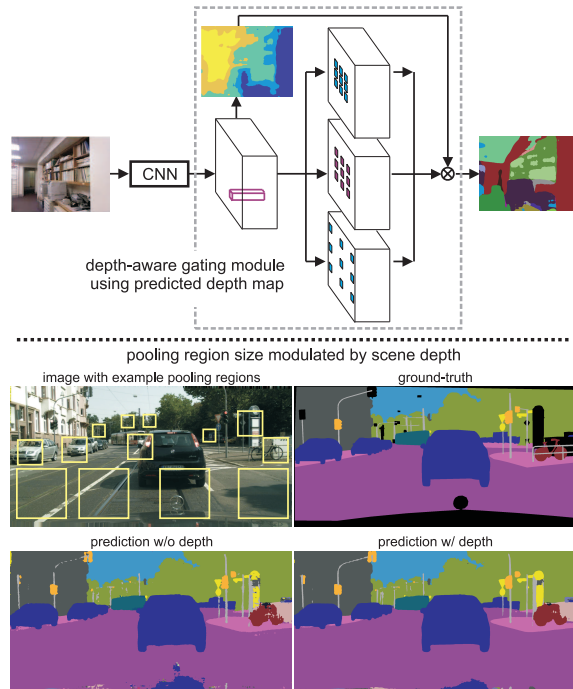 CNN
depth-aware gating module
using predicted depth map
pooling region size modulated by scene depth
image with example pooling regions
ground-truth
prediction w/o depth
prediction w/ depth